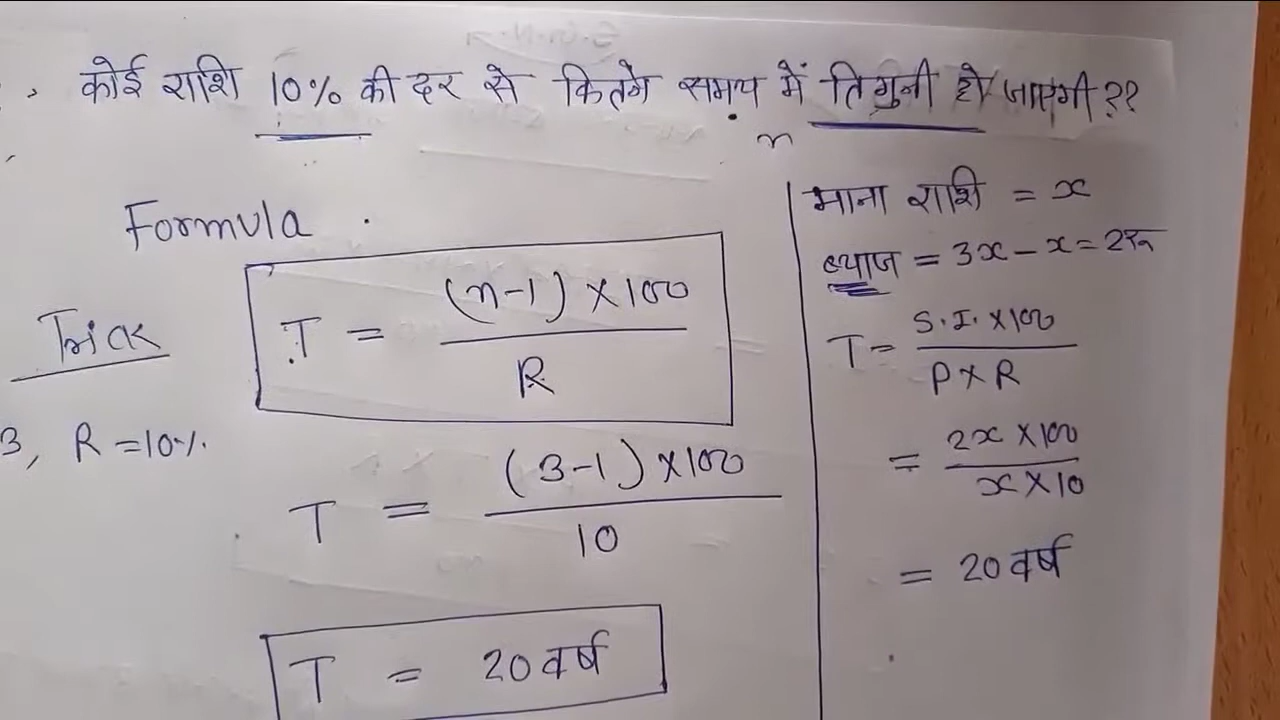 कोई राशि 10% की दर से कितने समय में तिगुनी हो जाएगी??
n
Formula
Trick
T = (n-1) × 100 / R
3, R = 10%
T = (3-1) × 100 / 10
T = 20 वर्ष
माना राशि = x
ब्याज = 3x - x = 2x
T = S.I. × 100 / P × R
= 2x × 100 / x × 10
= 20 वर्ष